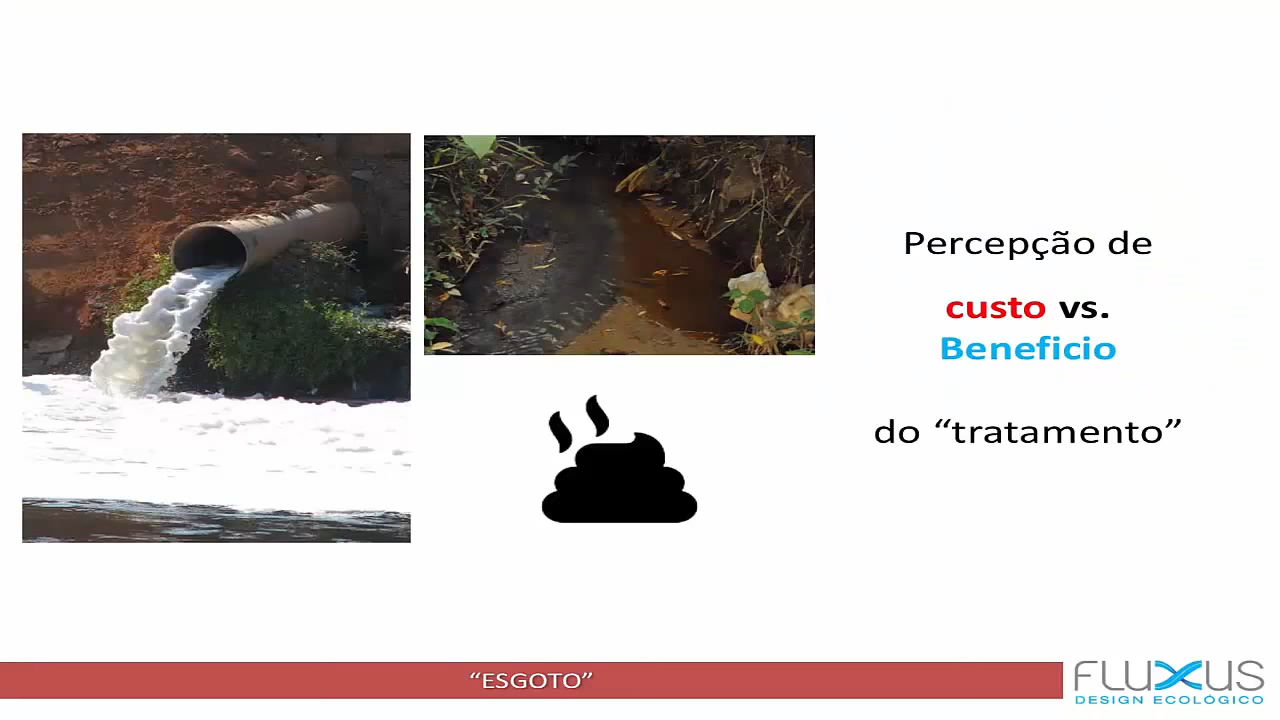 Percepção de
custo vs.
Beneficio
do “tratamento”
“ESGOTO”
FLUXUS
DESIGN ECOLÓGICO